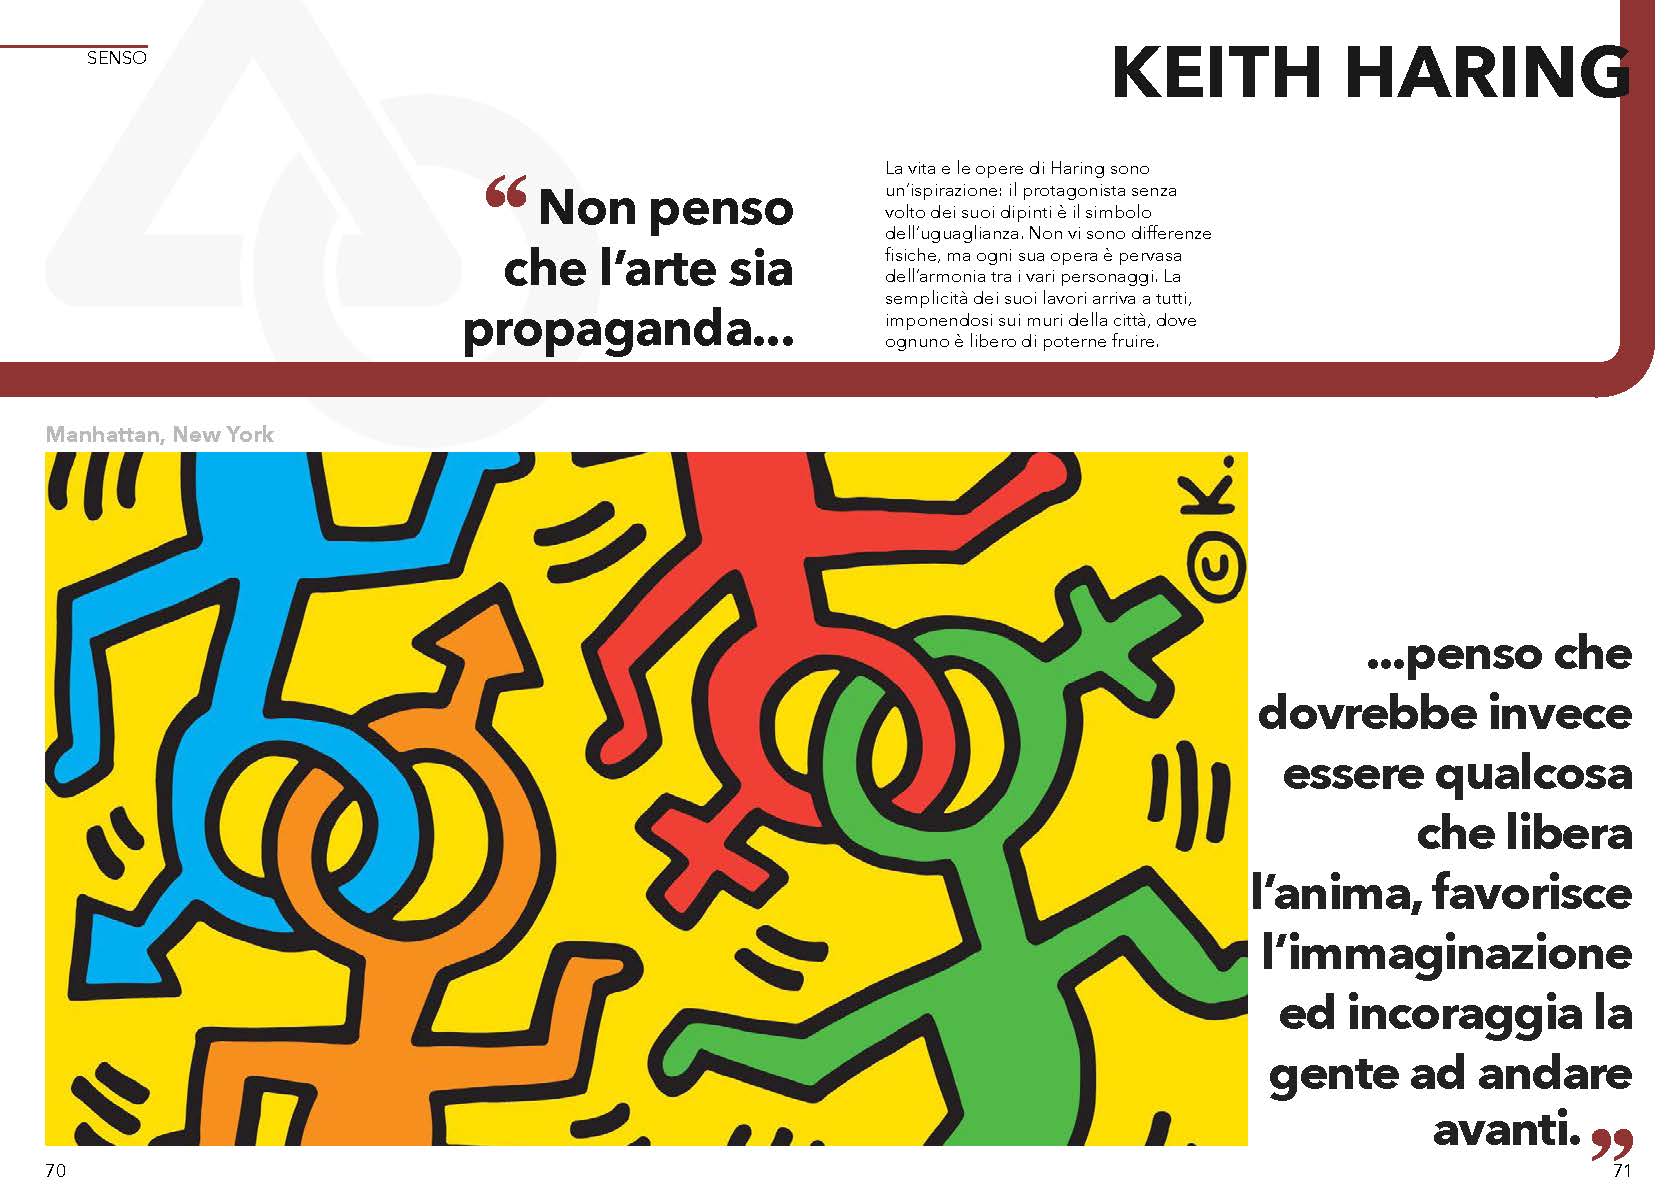 SENSO
KEITH HARING
“ Non penso
che l’arte sia
propaganda...
La vita e le opere di Haring sono
un’ispirazione: il protagonista senza
volto dei suoi dipinti è il simbolo
dell’uguaglianza. Non vi sono differenze
fisiche, ma ogni sua opera è pervasa
dell’armonia tra i vari personaggi. La
semplicità dei suoi lavori arriva a tutti,
imponendosi sui muri della città, dove
ognuno è libero di poterne fruire.
Manhattan, New York
© K.
...penso che
dovrebbe invece
essere qualcosa
che libera
l’anima, favorisce
l’immaginazione
ed incoraggia la
gente ad andare
avanti. ”
70
71